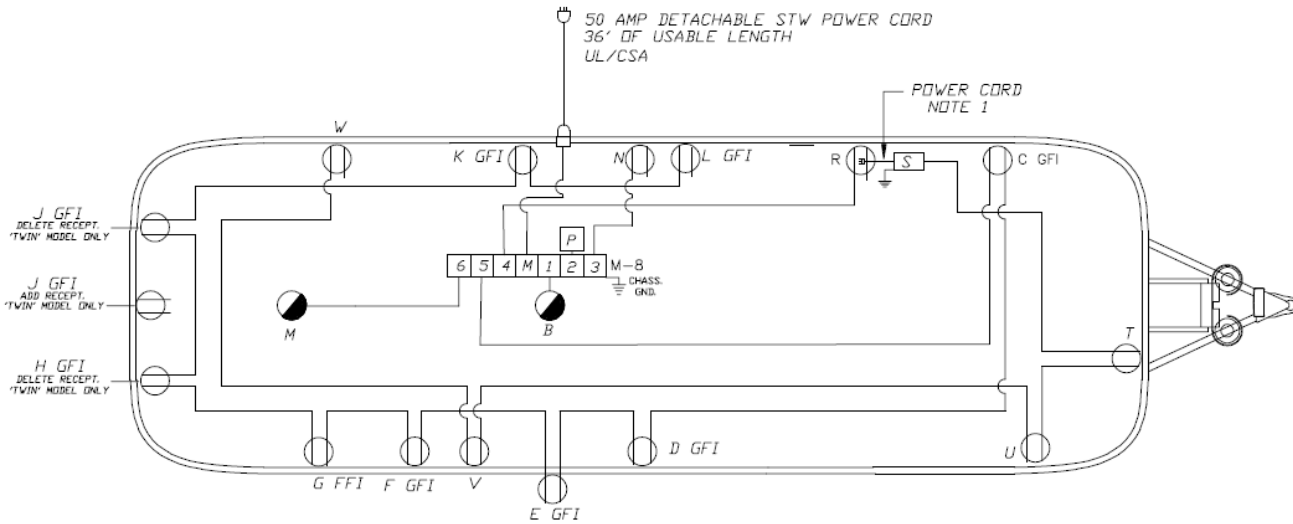 50 AMP DETACHABLE STW POWER CORD
36' OF USABLE LENGTH
UL/CSA
POWER CORD
NOTE 1
W
K GFI
N
L GFI
R
S
C GFI
J GFI
DELETE RECEPT.
'TWIN' MODEL ONLY
P
6 5 4 M 1 2 3 M-8
CHASS.
GND.
J GFI
ADD RECEPT.
'TWIN' MODEL ONLY
M
B
T
H GFI
DELETE RECEPT.
'TWIN' MODEL ONLY
G FFI
F GFI
V
E GFI
D GFI
U